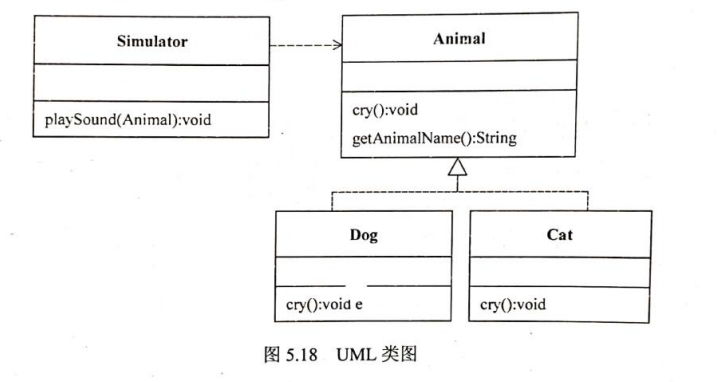 Simulator
Animal
playSound(Animal):void
cry():void
getAnimalName():String
Dog
Cat
cry():void e
cry():void
图 5.18 UML 类图